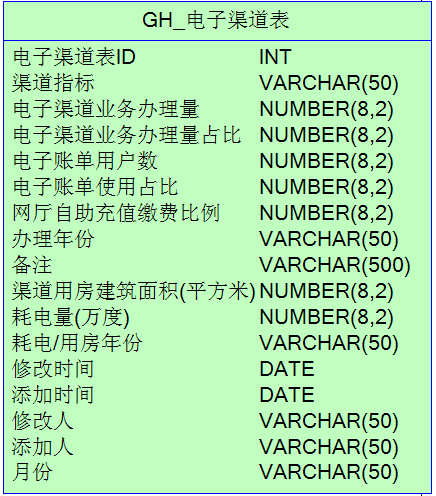 GH_电子渠道表
电子渠道表ID INT
渠道指标 VARCHAR(50)
电子渠道业务办理量 NUMBER(8,2)
电子渠道业务办理量占比 NUMBER(8,2)
电子账单用户数 NUMBER(8,2)
电子账单使用占比 NUMBER(8,2)
网厅自助充值缴费比例 NUMBER(8,2)
办理年份 VARCHAR(50)
备注 VARCHAR(500)
渠道用房建筑面积(平方米) NUMBER(8,2)
耗电量(万度) NUMBER(8,2)
耗电/用房年份 VARCHAR(50)
修改时间 DATE
添加时间 DATE
修改人 VARCHAR(50)
添加人 VARCHAR(50)
月份 VARCHAR(50)